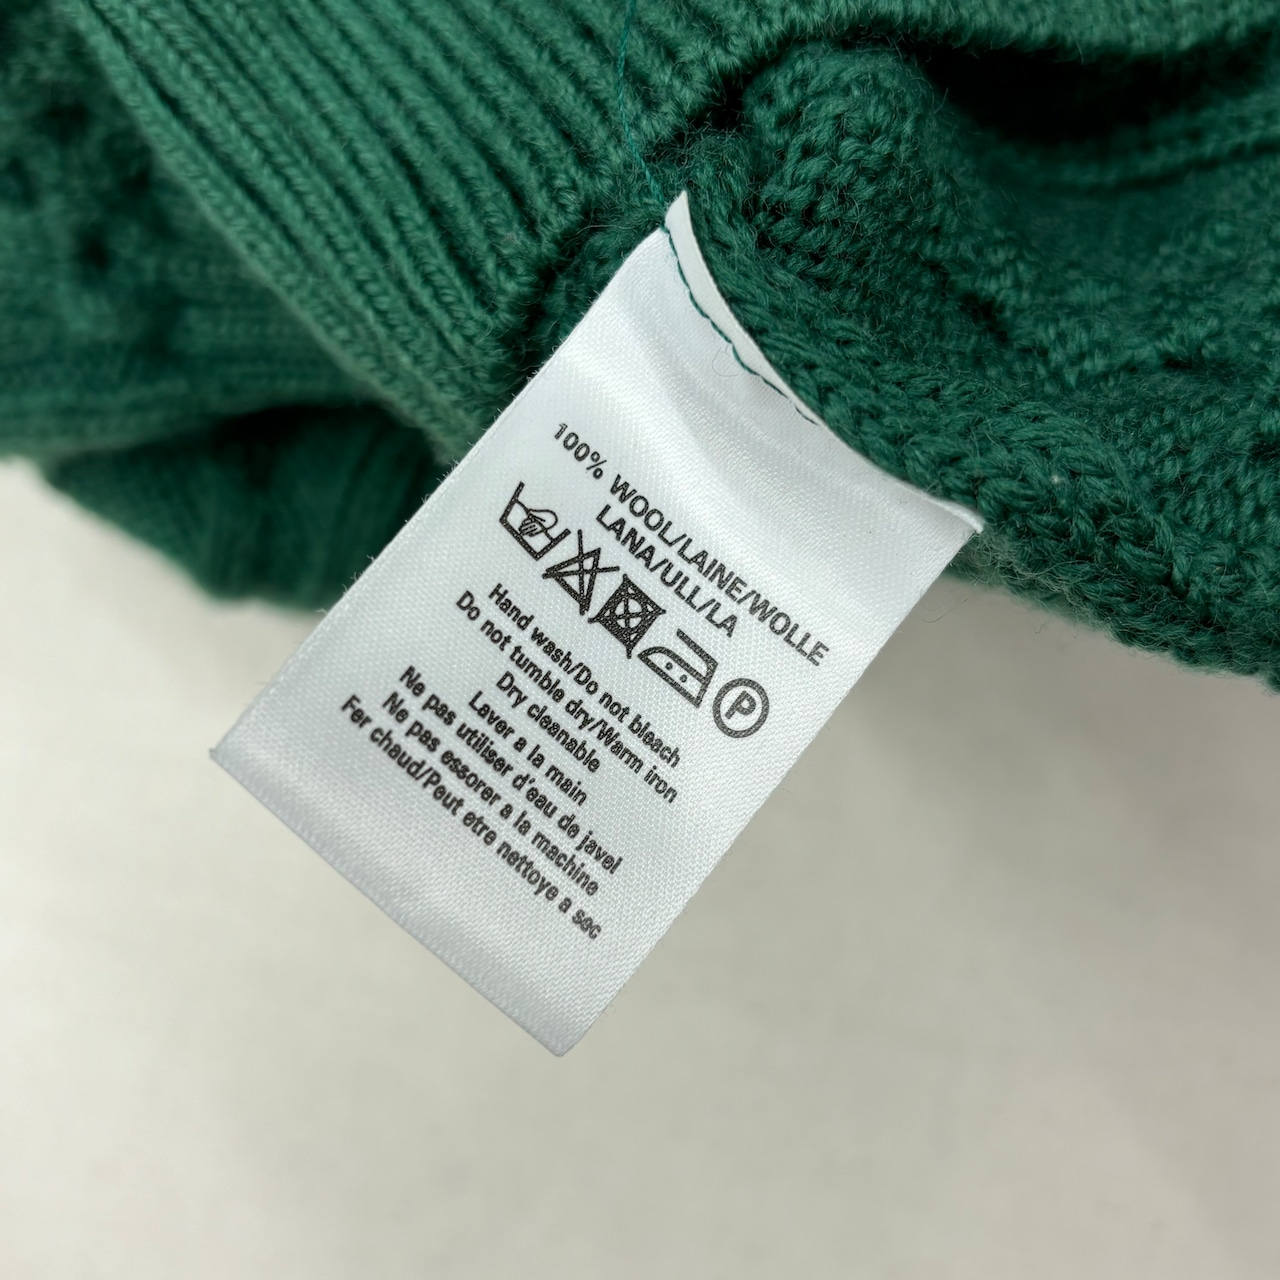 100% WOOL/LAINE/WOLLE
LANA/ULL/LA
P
Hand wash/Do not bleach
Do not tumble dry/Warm iron
Dry cleanable
Laver a la main
Ne pas utiliser d'eau de javel
Ne pas essorer a la machine
Fer chaud/Peut etre nettoye a sec